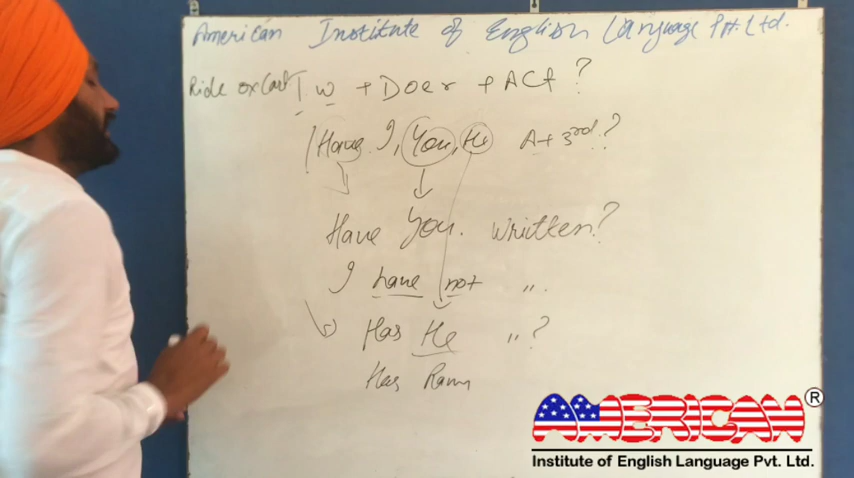 American Institute of English Language Pvt. Ltd.
Ride ox Cart T.W + Doer + ACt ?
Have I, You, He A + 3rd ?
Have You. Written?
I have not ".
Has He "?
Has Ram
AMERICAN ®
Institute of English Language Pvt. Ltd.